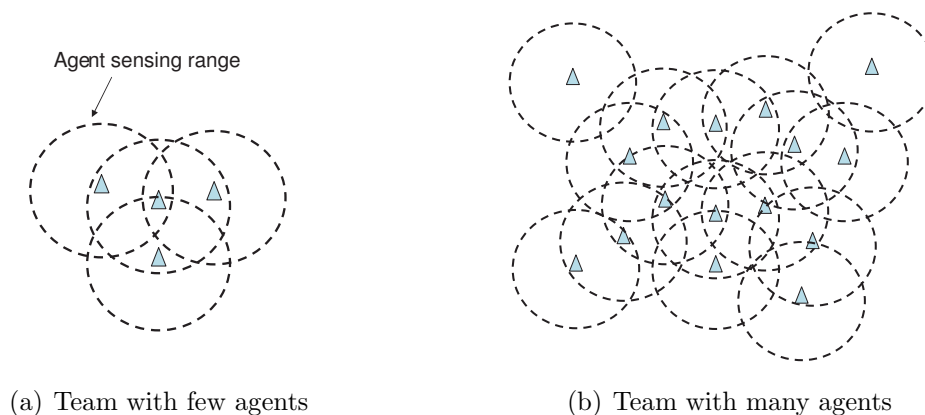 Agent sensing range
(a) Team with few agents
(b) Team with many agents